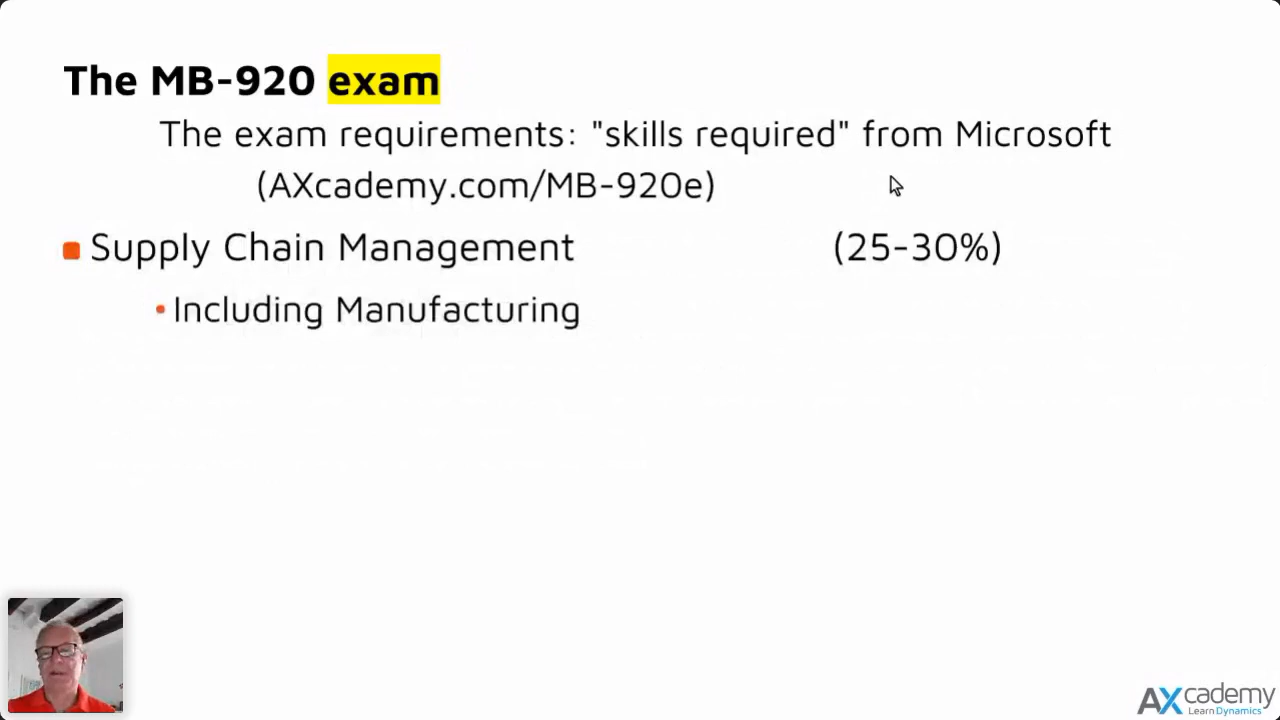 The MB-920 exam
The exam requirements: "skills required" from Microsoft
(AXcademy.com/MB-920e)
Supply Chain Management (25-30%)
Including Manufacturing
AXcademy
Learn Dynamics